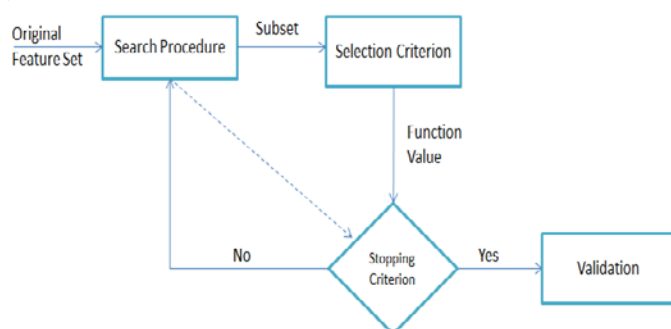 Original
Feature Set
Search Procedure
Subset
Selection Criterion
Function
Value
Stopping
Criterion
No
Yes
Validation